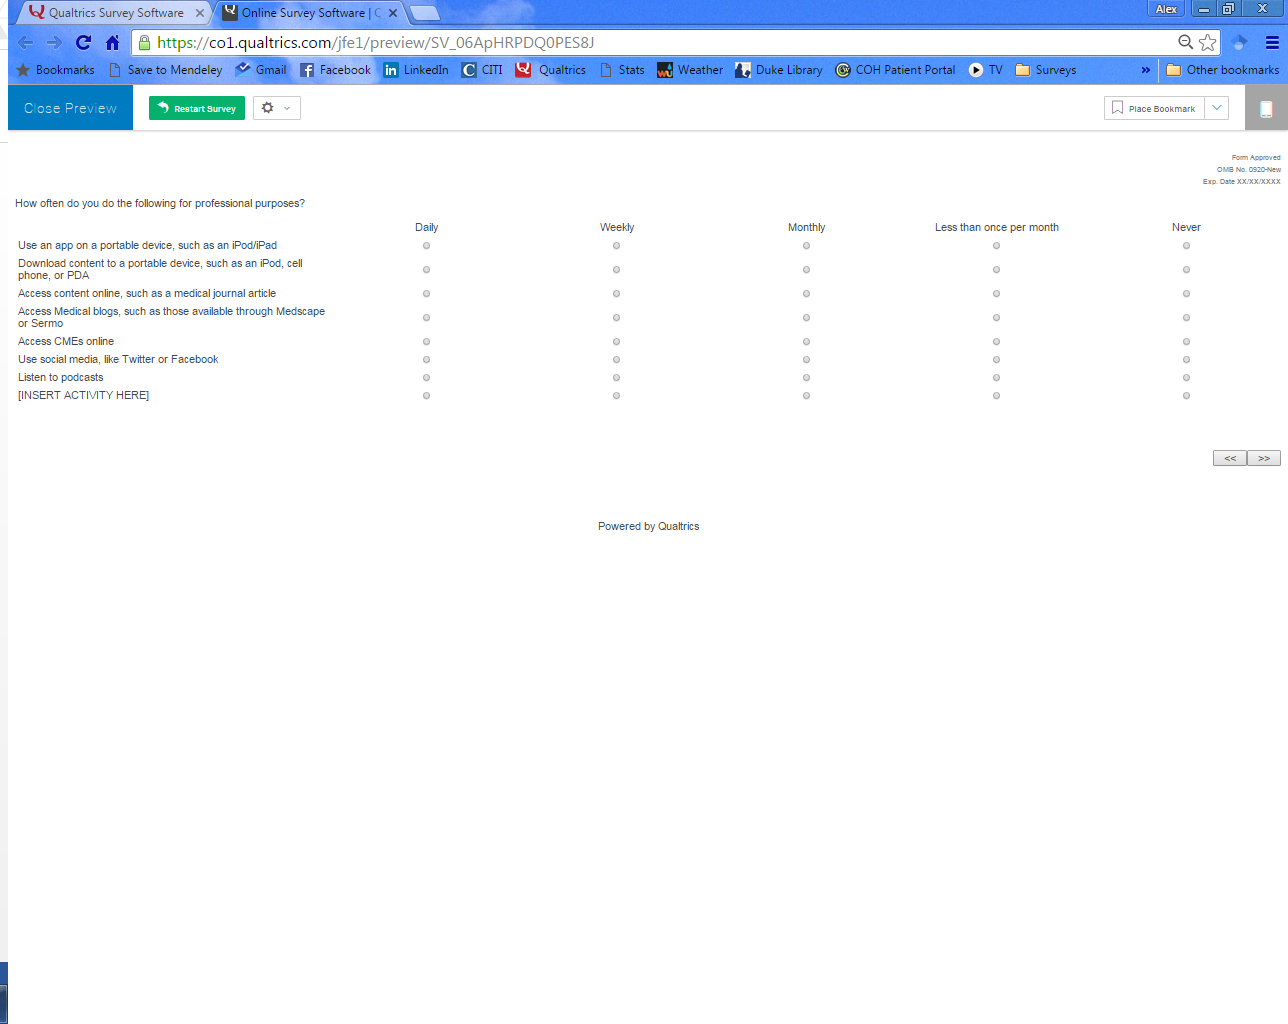 Qualtrics Survey Software
Online Survey Software |
Alex
https://co1.qualtrics.com/jfe1/preview/SV_06ApHRPDQ0PES8J
Bookmarks Save to Mendeley Gmail Facebook LinkedIn CITI Qualtrics Stats Weather Duke Library COH Patient Portal TV Surveys » Other bookmarks
Close Preview Restart Survey Place Bookmark
Form Approved
OMB No. 0920-New
Exp. Date XX/XX/XXXX
How often do you do the following for professional purposes?
Daily Weekly Monthly Less than once per month Never
Use an app on a portable device, such as an iPod/iPad
Download content to a portable device, such as an iPod, cell
phone, or PDA
Access content online, such as a medical journal article
Access Medical blogs, such as those available through Medscape
or Sermo
Access CMEs online
Use social media, like Twitter or Facebook
Listen to podcasts
[INSERT ACTIVITY HERE]
<< >>
Powered by Qualtrics